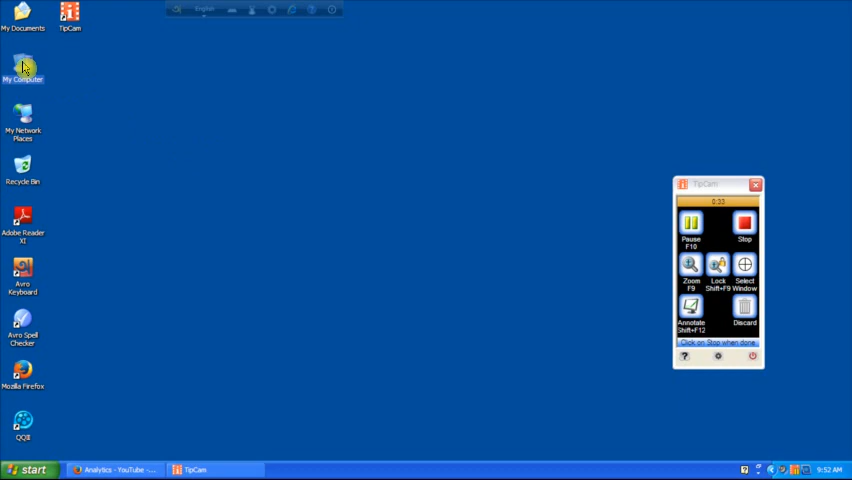 My Documents
TipCam
English
My Computer
My Network
Places
Recycle Bin
Adobe Reader
XI
Avro
Keyboard
Avro Spell
Checker
Mozilla Firefox
TipCam
0:33
Pause
F10
Stop
Zoom
F9
Lock
Shift+F9
Select
Window
Annotate
Shift+F12
Discard
Click on Stop when done
start
Analytics - YouTube -...
TipCam
9:52 AM